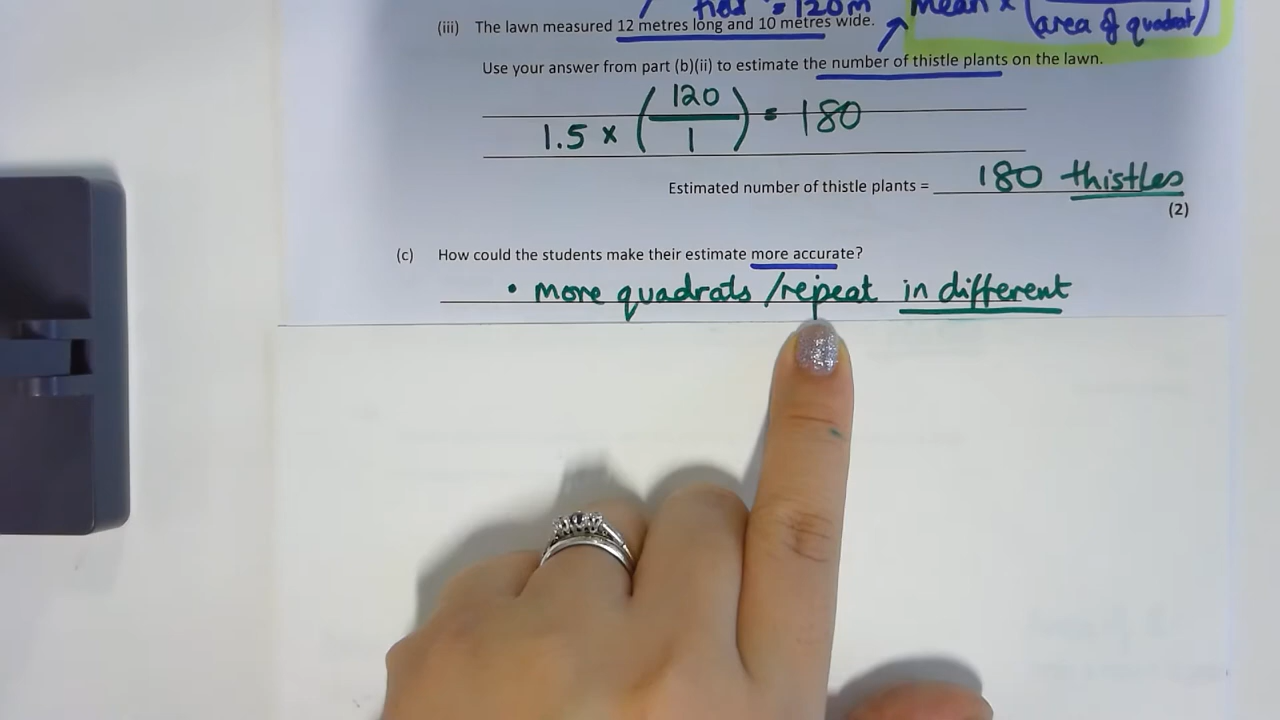 = 120m
mean x
(area of quadrat)
(iii) The lawn measured 12 metres long and 10 metres wide.
Use your answer from part (b)(ii) to estimate the number of thistle plants on the lawn.
1.5 x (120/1) = 180
Estimated number of thistle plants = 180 thistles
(2)
(c) How could the students make their estimate more accurate?
• more quadrats /repeat in different